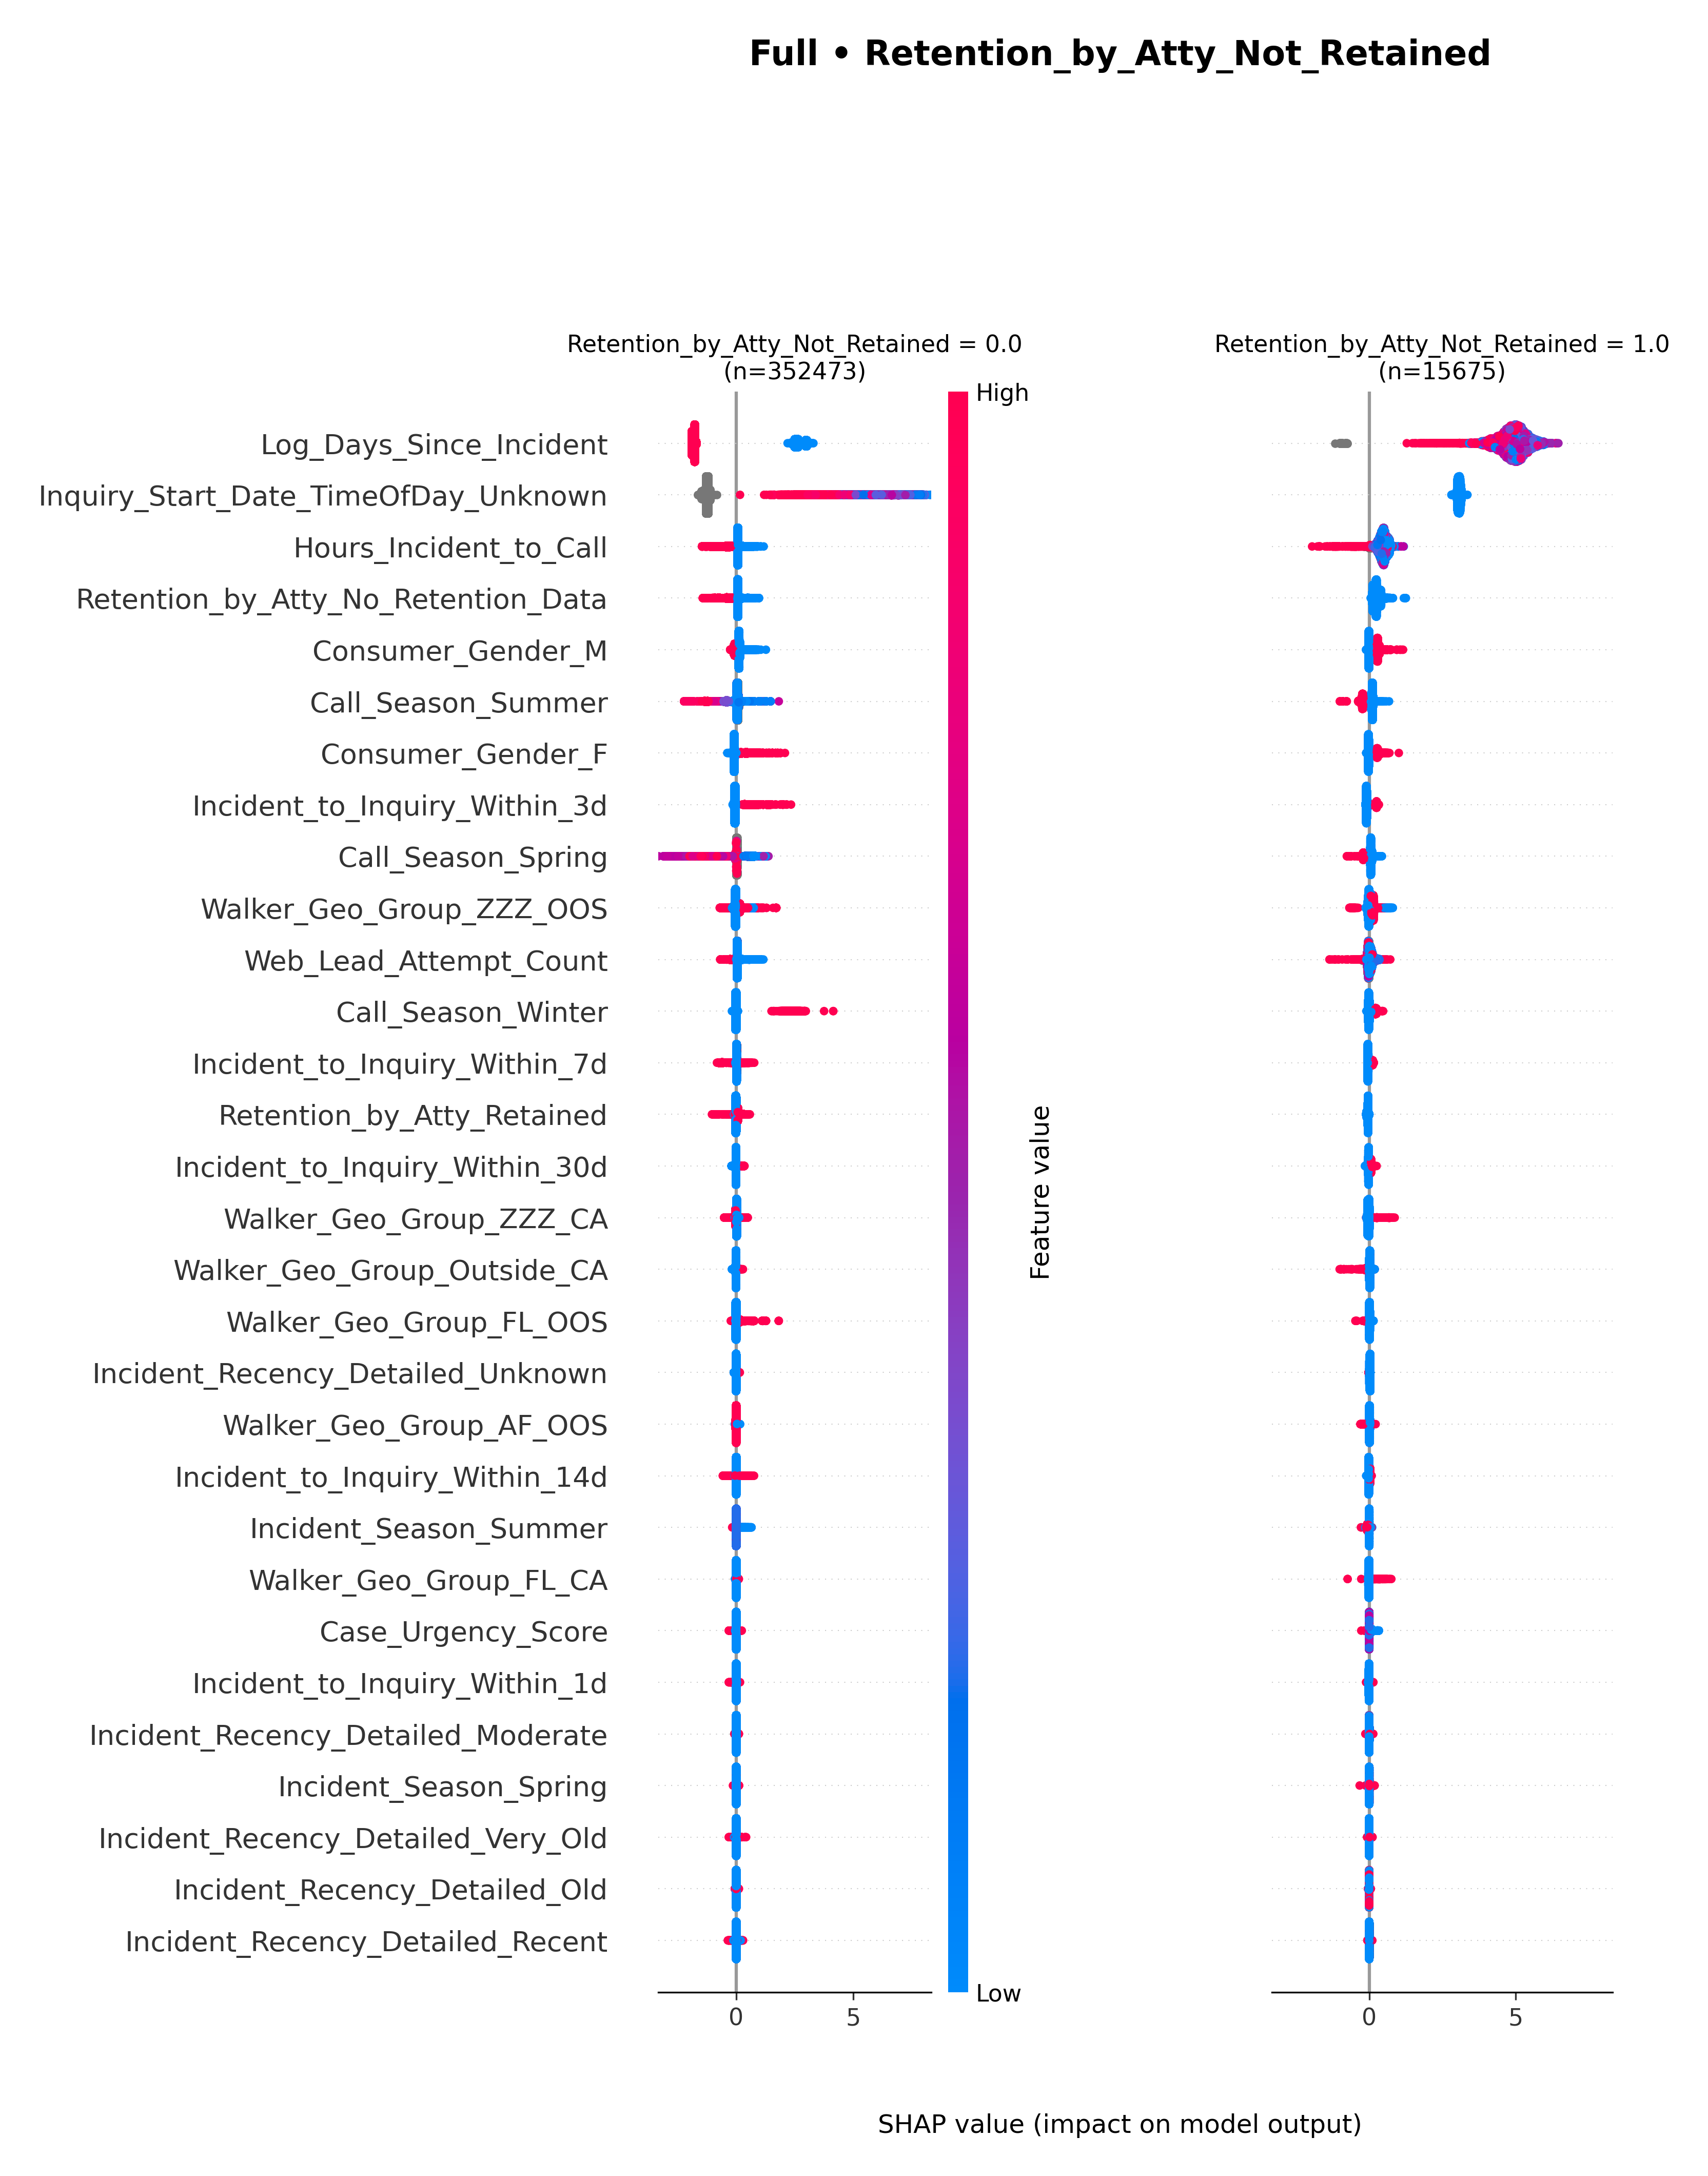 Full • Retention_by_Atty_Not_Retained
Retention_by_Atty_Not_Retained = 0.0
(n=352473)
Retention_by_Atty_Not_Retained = 1.0
(n=15675)
High
Log_Days_Since_Incident
Inquiry_Start_Date_TimeOfDay_Unknown
Hours_Incident_to_Call
Retention_by_Atty_No_Retention_Data
Consumer_Gender_M
Call_Season_Summer
Consumer_Gender_F
Incident_to_Inquiry_Within_3d
Call_Season_Spring
Walker_Geo_Group_ZZZ_OOS
Web_Lead_Attempt_Count
Call_Season_Winter
Incident_to_Inquiry_Within_7d
Retention_by_Atty_Retained
Incident_to_Inquiry_Within_30d
Walker_Geo_Group_ZZZ_CA
Walker_Geo_Group_Outside_CA
Walker_Geo_Group_FL_OOS
Incident_Recency_Detailed_Unknown
Walker_Geo_Group_AF_OOS
Incident_to_Inquiry_Within_14d
Incident_Season_Summer
Walker_Geo_Group_FL_CA
Case_Urgency_Score
Incident_to_Inquiry_Within_1d
Incident_Recency_Detailed_Moderate
Incident_Season_Spring
Incident_Recency_Detailed_Very_Old
Incident_Recency_Detailed_Old
Incident_Recency_Detailed_Recent
Feature value
Low
0 5
0 5
SHAP value (impact on model output)